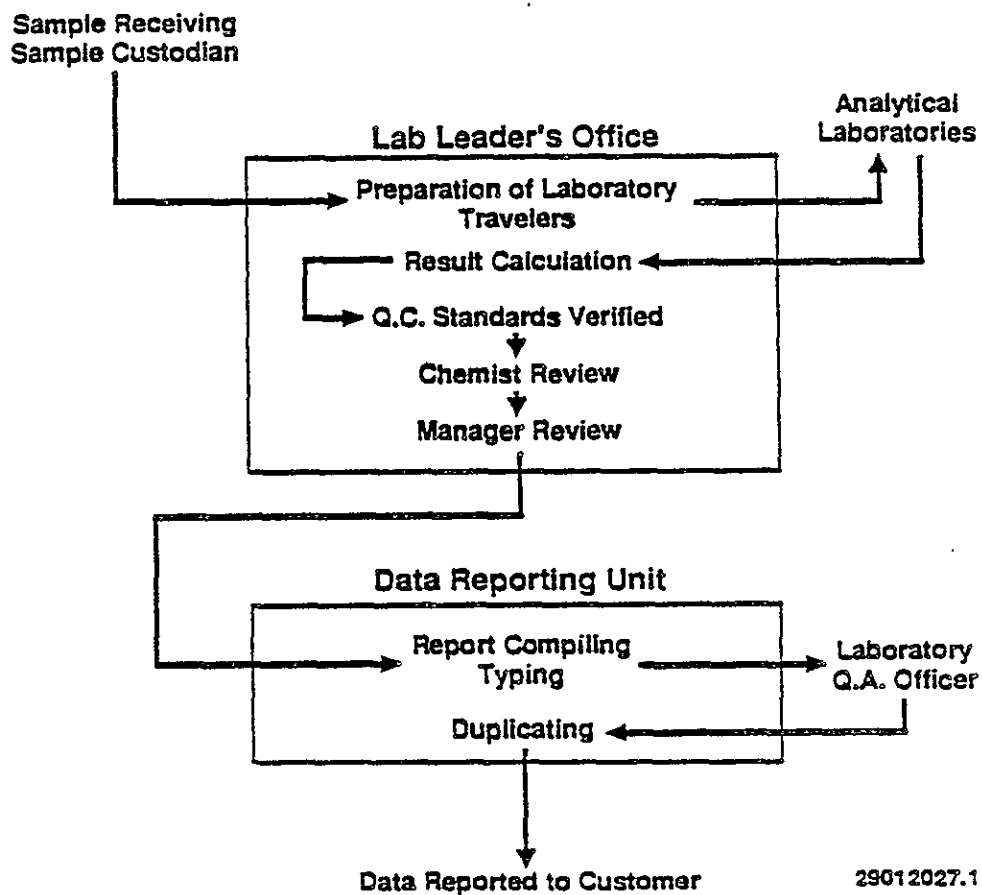 Sample Receiving
Sample Custodian
Analytical
Laboratories
Lab Leader's Office
Preparation of Laboratory
Travelers
Result Calculation
Q.C. Standards Verified
Chemist Review
Manager Review
Data Reporting Unit
Report Compiling
Typing
Laboratory
Q.A. Officer
Duplicating
Data Reported to Customer
29012027.1